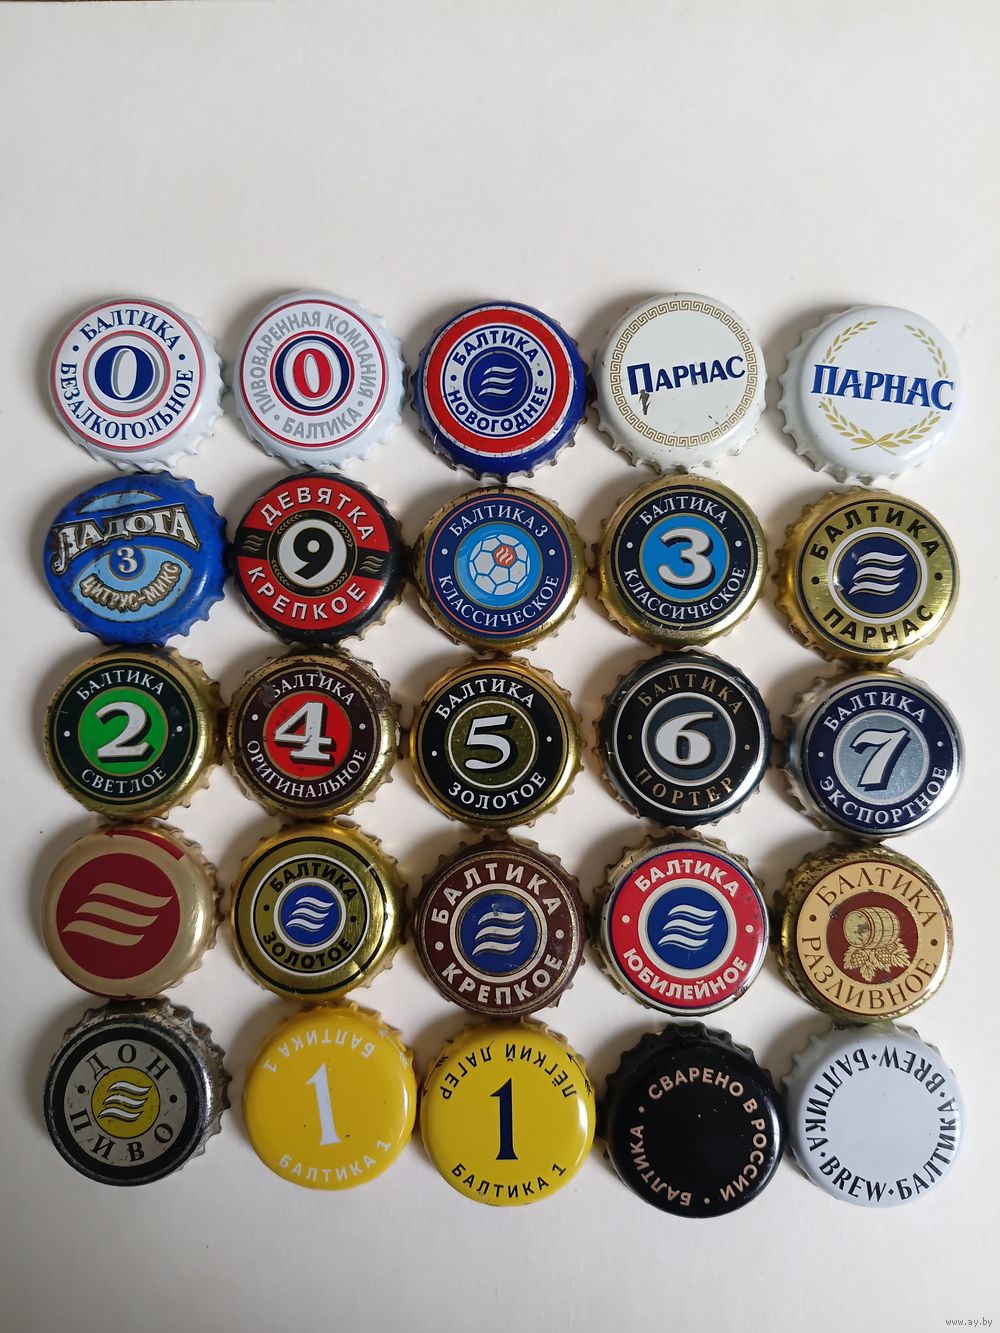 БАЛТИКА
0
БЕЗАЛКОГОЛЬНОЕ
ПИВОВАРЕННАЯ КОМПАНИЯ
0
БАЛТИКА
БАЛТИКА
НОВОГОДНЕЕ
ПАРНАС
ПАРНАС
ЛАДОГА
3
ЦИТРУС-МИКС
ДЕВЯТКА
9
КРЕПКОЕ
БАЛТИКА 3
КЛАССИЧЕСКОЕ
БАЛТИКА
3
КЛАССИЧЕСКОЕ
БАЛТИКА
ПАРНАС
БАЛТИКА
2
СВЕТЛОЕ
БАЛТИКА
4
ОРИГИНАЛЬНОЕ
БАЛТИКА
5
ЗОЛОТОЕ
БАЛТИКА
6
ПОРТЕР
БАЛТИКА
7
ЭКСПОРТНОЕ
БАЛТИКА
ЗОЛОТОЕ
БАЛТИКА
КРЕПКОЕ
БАЛТИКА
ЮБИЛЕЙНОЕ
БАЛТИКА
РАЗЛИВНОЕ
ДОН
ПИВО
БАЛТИКА 1
1
БАЛТИКА 1
ЛЁГКИЙ ЛАГЕР
1
БАЛТИКА 1
СВАРЕНО В РОССИИ
БАЛТИКА
БАЛТИКА · BREW · БАЛТИКА · BREW · БАЛТИКА
www.ay.by